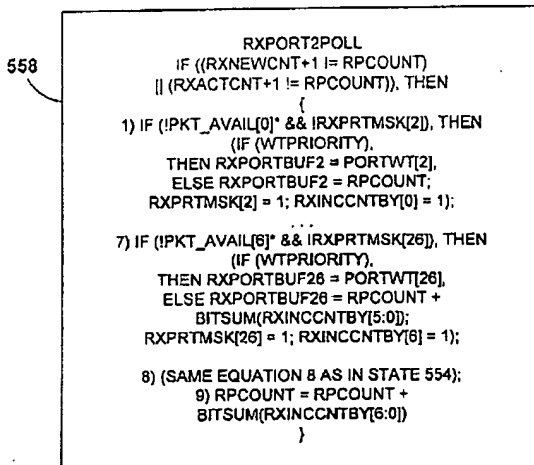 558
RXPORT2POLL
IF ((RXNEWCNT+1 != RPCOUNT)
|| (RXACTCNT+1 != RPCOUNT)), THEN
{
1) IF (!PKT_AVAIL[0]* && !RXPRTMSK[2]), THEN
(IF (WTPRIORITY),
THEN RXPORTBUF2 = PORTWT[2],
ELSE RXPORTBUF2 = RPCOUNT;
RXPRTMSK[2] = 1; RXINCCNTBY[0] = 1);
. . .
7) IF (!PKT_AVAIL[6]* && !RXPRTMSK[26]), THEN
(IF (WTPRIORITY),
THEN RXPORTBUF26 = PORTWT[26],
ELSE RXPORTBUF26 = RPCOUNT +
BITSUM(RXINCCNTBY[5:0]);
RXPRTMSK[26] = 1; RXINCCNTBY[6] = 1);
8) (SAME EQUATION 8 AS IN STATE 554);
9) RPCOUNT = RPCOUNT +
BITSUM(RXINCCNTBY[6:0])
}